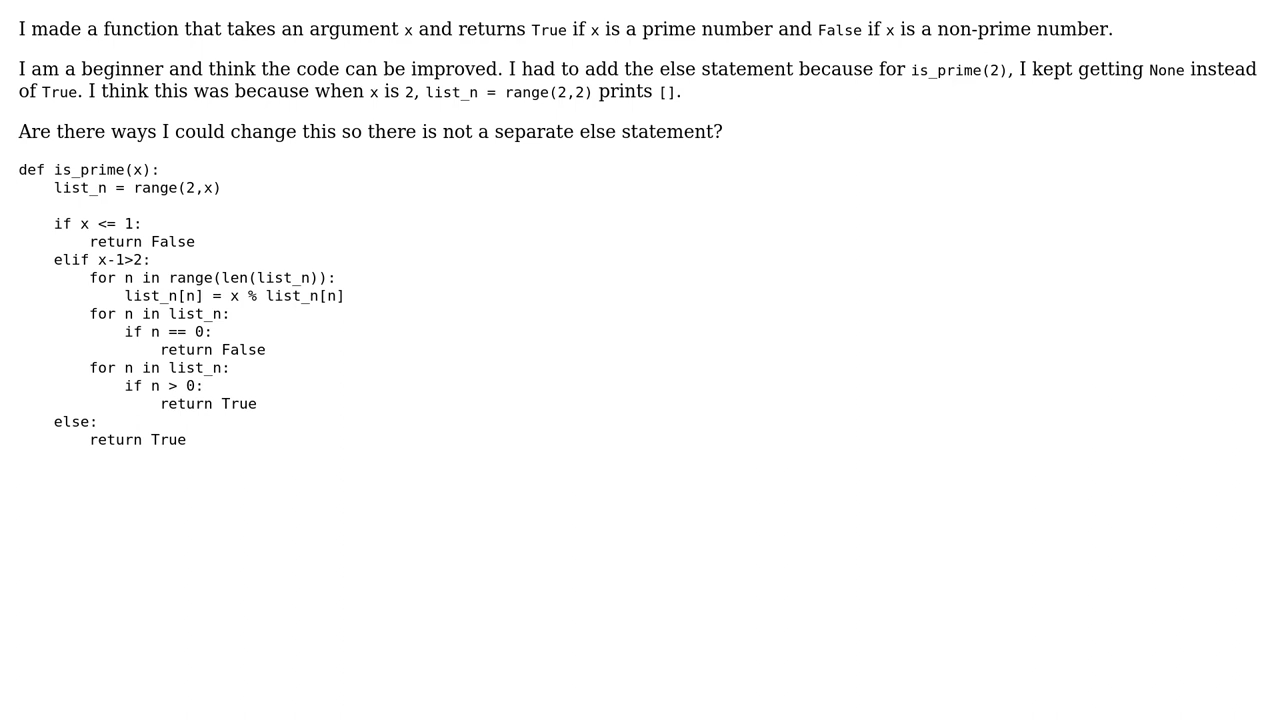 I made a function that takes an argument x and returns True if x is a prime number and False if x is a non-prime number.
I am a beginner and think the code can be improved. I had to add the else statement because for is_prime(2), I kept getting None instead
of True. I think this was because when x is 2, list_n = range(2,2) prints [].
Are there ways I could change this so there is not a separate else statement?
def is_prime(x):
    list_n = range(2,x)

    if x <= 1:
        return False
    elif x-1>2:
        for n in range(len(list_n)):
            list_n[n] = x % list_n[n]
        for n in list_n:
            if n == 0:
                return False
        for n in list_n:
            if n > 0:
                return True
    else:
        return True